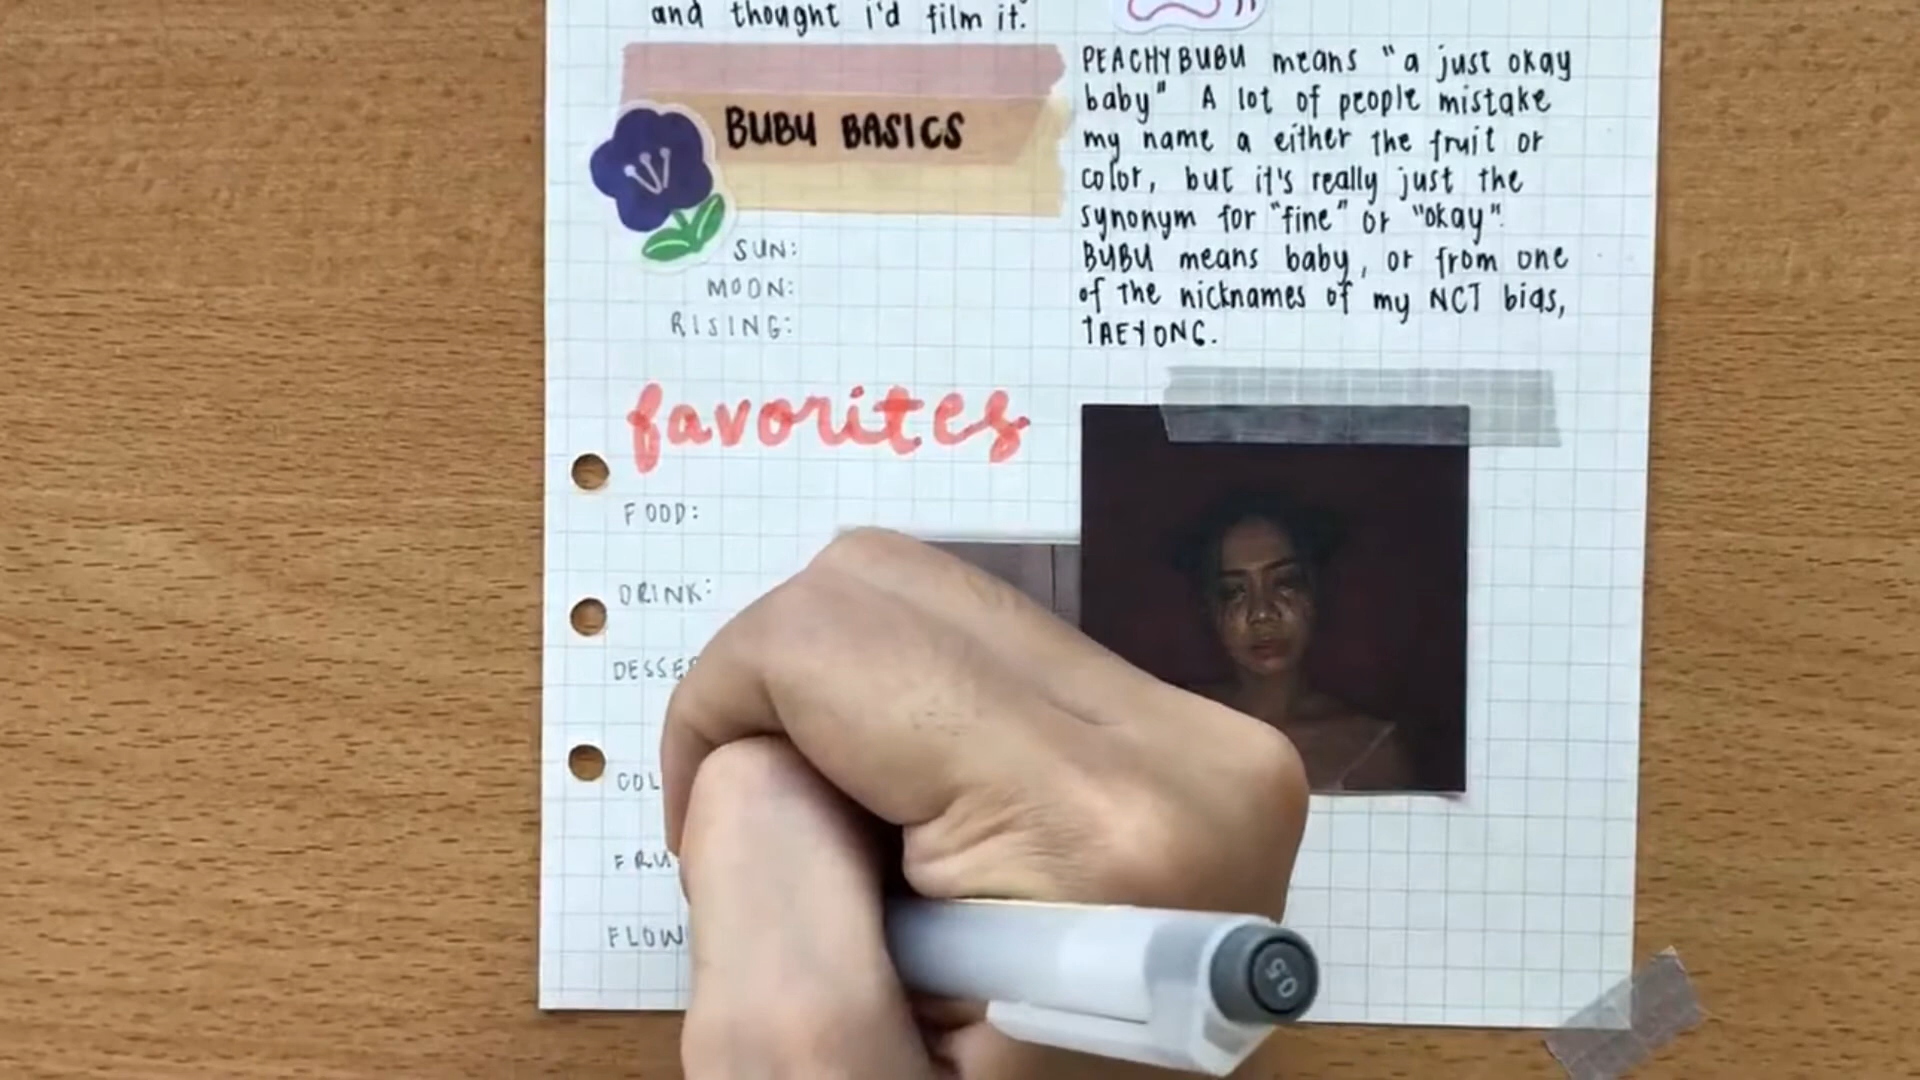 and thought i'd film it.
BUBU BASICS
SUN:
MOON:
RISING:
favorites
FOOD:
DRINK:
PEACHYBUBU means "a just okay
baby" A lot of people mistake
my name a either the fruit or
color, but it's really just the
synonym for "fine" or "okay".
BUBU means baby, or from one
of the nicknames of my NCT bias,
TAEYONG.
05